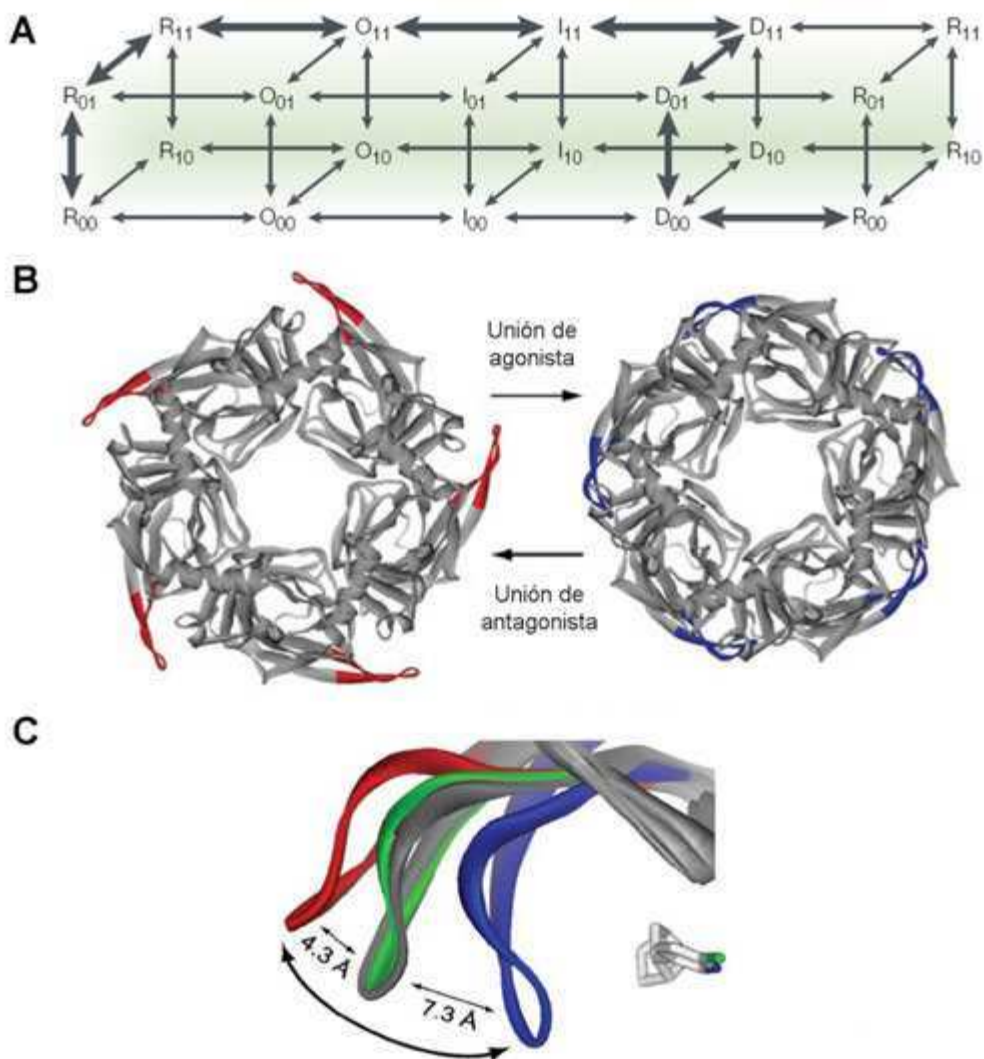 A
R11 O11 I11 D11 R11
R01 O01 I01 D01 R01
R10 O10 I10 D10 R10
R00 O00 I00 D00 R00
B
Unión de
agonista
Unión de
antagonista
C
4.3 Å
7.3 Å